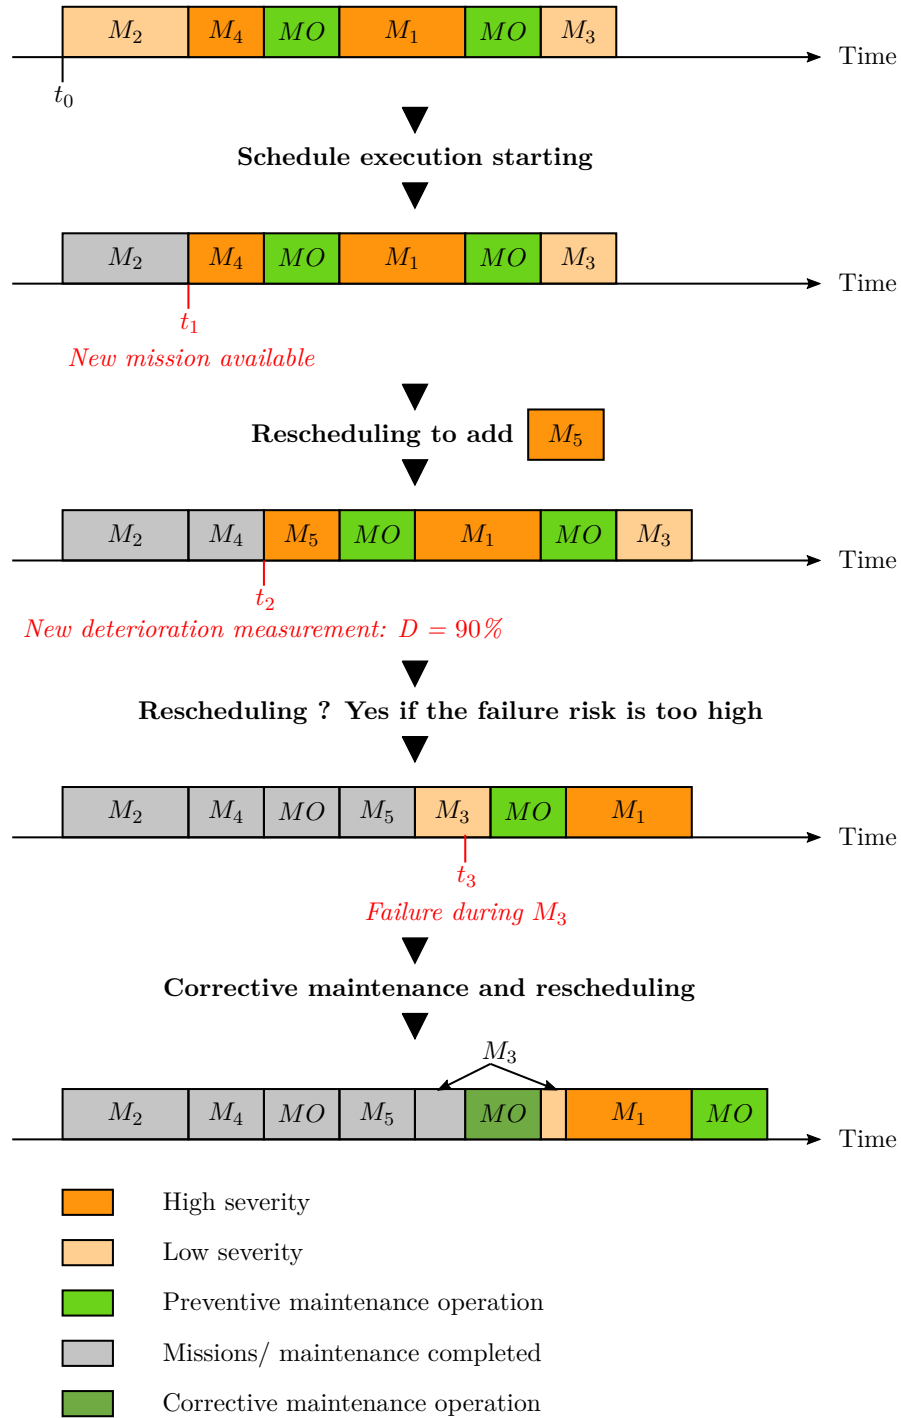 M₂ M₄ MO M₁ MO M₃
Time
t₀
Schedule execution starting
M₂ M₄ MO M₁ MO M₃
Time
t₁
New mission available
Rescheduling to add M₅
M₂ M₄ M₅ MO M₁ MO M₃
Time
t₂
New deterioration measurement: D = 90%
Rescheduling ? Yes if the failure risk is too high
M₂ M₄ MO M₅ M₃ MO M₁
Time
t₃
Failure during M₃
Corrective maintenance and rescheduling
M₃
M₂ M₄ MO M₅ MO M₁ MO
Time
High severity
Low severity
Preventive maintenance operation
Missions/ maintenance completed
Corrective maintenance operation